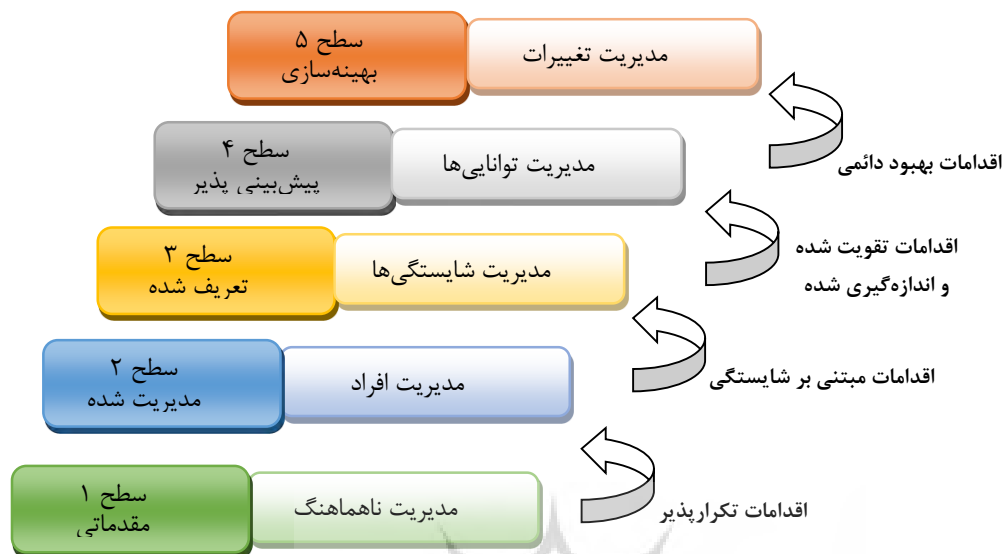 سطح ۵
بهینه‌سازی
مدیریت تغییرات
اقدامات بهبود دائمی
سطح ۴
پیش‌بینی پذیر
مدیریت توانایی‌ها
اقدامات تقویت شده
و اندازه‌گیری شده
سطح ۳
تعریف شده
مدیریت شایستگی‌ها
اقدامات مبتنی بر شایستگی
سطح ۲
مدیریت شده
مدیریت افراد
اقدامات تکرارپذیر
سطح ۱
مقدماتی
مدیریت ناهماهنگ